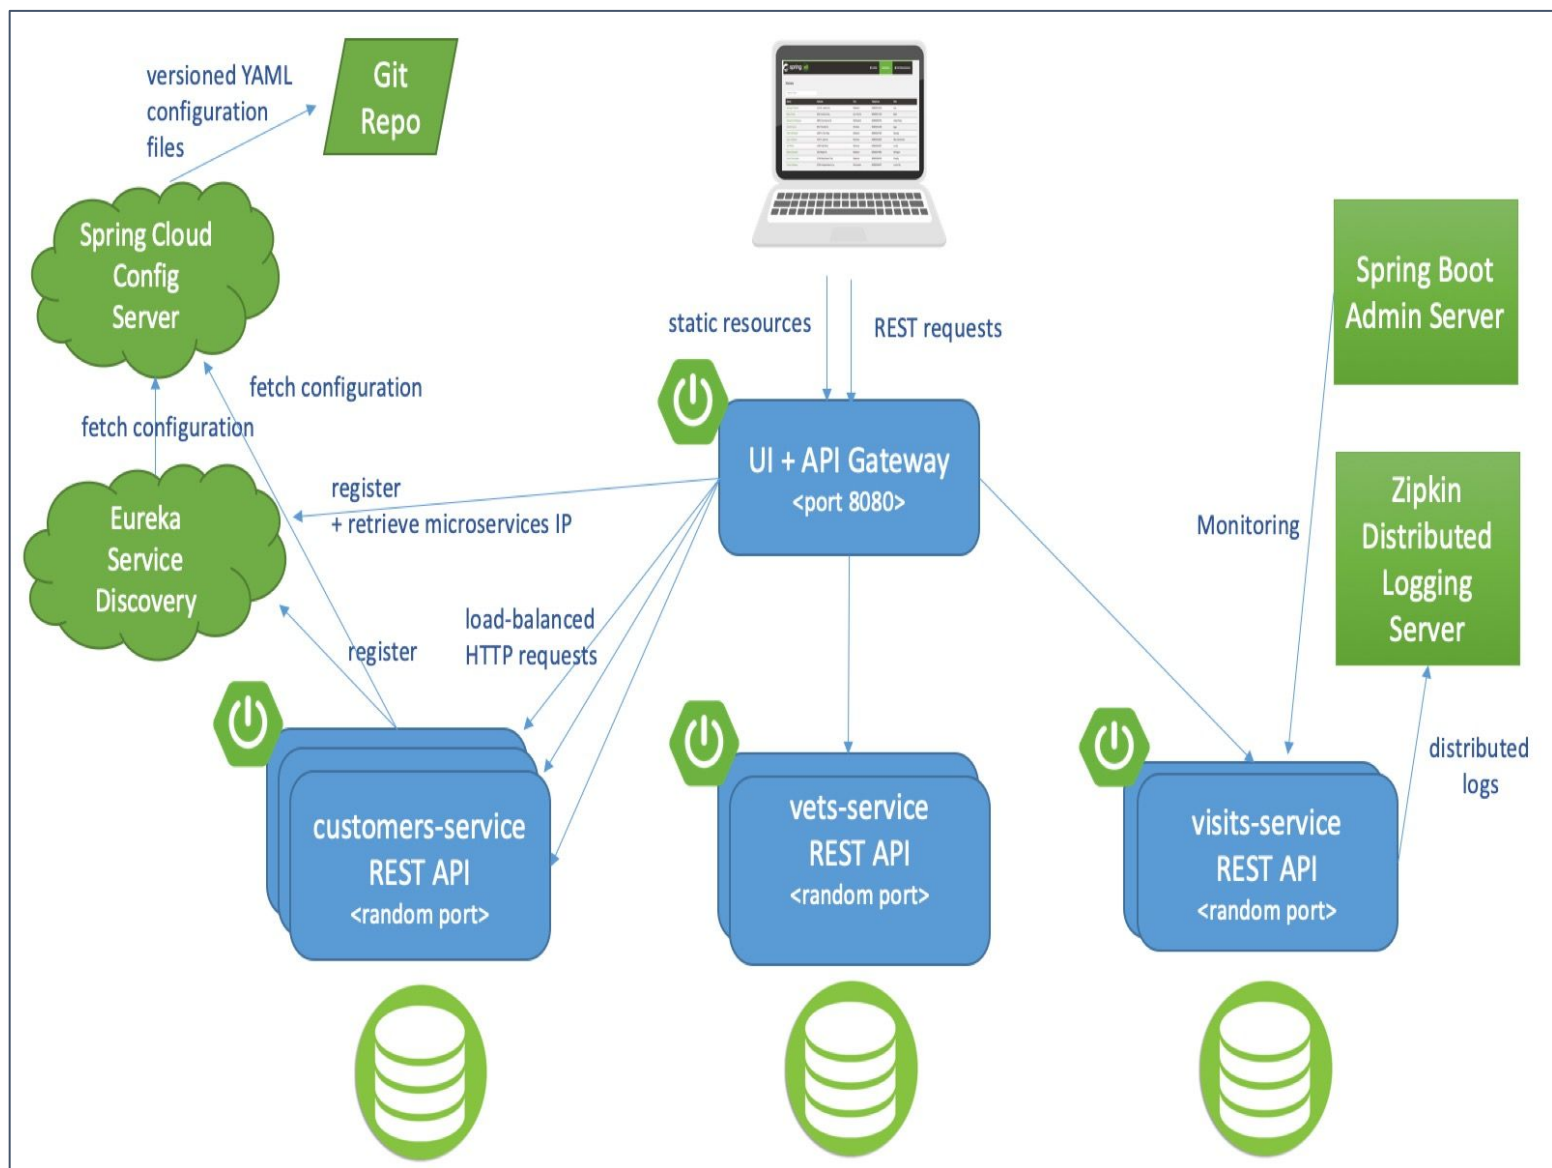 versioned YAML
configuration
files
Git
Repo
spring
Spring Cloud
Config
Server
static resources
REST requests
Spring Boot
Admin Server
fetch configuration
fetch configuration
UI + API Gateway
<port 8080>
register
+ retrieve microservices IP
Eureka
Service
Discovery
Monitoring
Zipkin
Distributed
Logging
Server
load-balanced
HTTP requests
register
distributed
logs
customers-service
REST API
<random port>
vets-service
REST API
<random port>
visits-service
REST API
<random port>